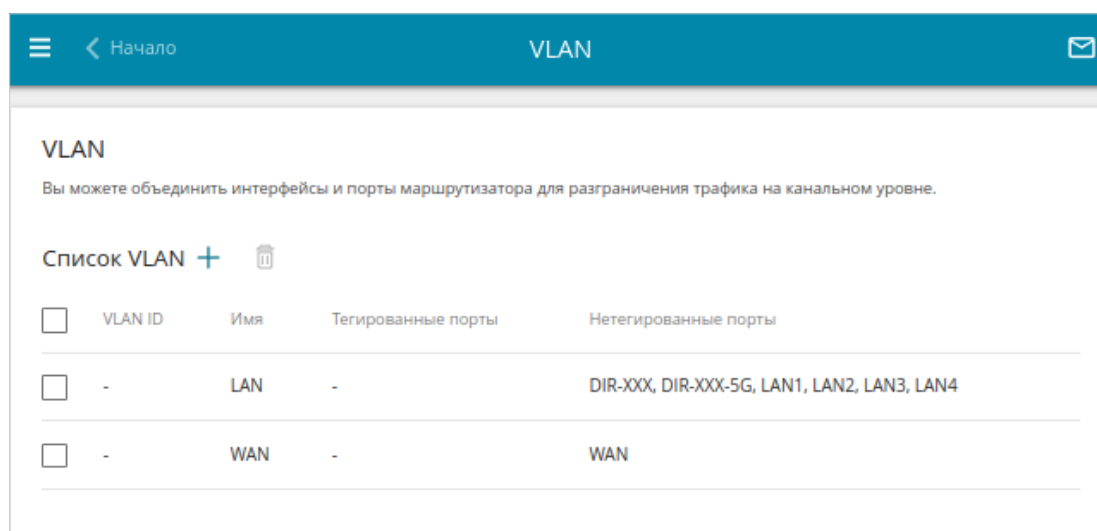 Начало VLAN
VLAN
Вы можете объединить интерфейсы и порты маршрутизатора для разграничения трафика на канальном уровне.
Список VLAN
VLAN ID Имя Тегированные порты Нетегированные порты
- LAN - DIR-XXX, DIR-XXX-5G, LAN1, LAN2, LAN3, LAN4
- WAN - WAN